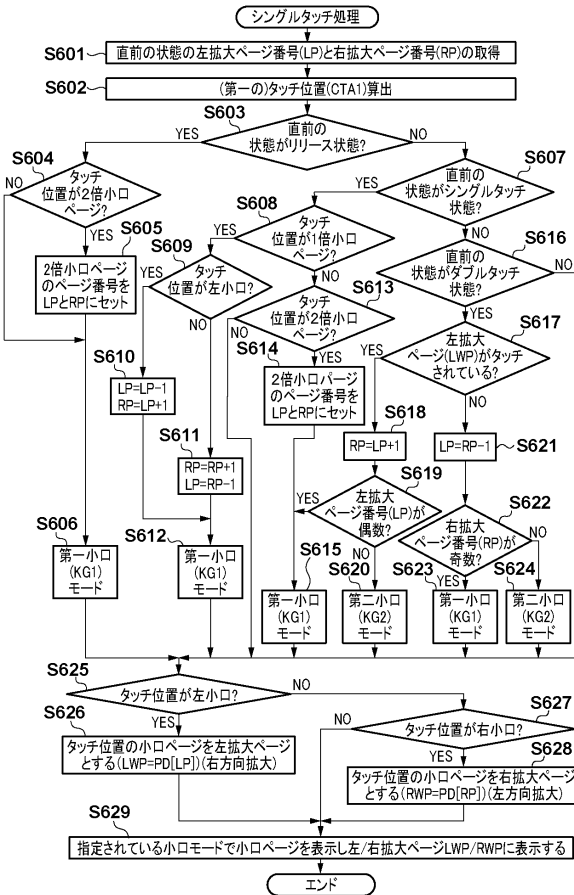 シングルタッチ処理
S601
直前の状態の左拡大ページ番号(LP)と右拡大ページ番号(RP)の取得
S602
(第一の)タッチ位置(CTA1)算出
S603
直前の
状態がリリース状態?
YES
NO
S604
タッチ
位置が2倍小口
ページ?
NO
YES
S605
2倍小口ページ
のページ番号を
LPとRPにセット
S606
第一小口
(KG1)
モード
S607
直前の
状態がシングルタッチ
状態?
YES
NO
S608
タッチ
位置が1倍小口
ページ?
YES
NO
S609
タッチ
位置が左小口?
YES
NO
S610
LP=LP-1
RP=LP+1
S611
RP=RP+1
LP=RP-1
S612
第一小口
(KG1)
モード
S613
タッチ
位置が2倍小口
ページ?
NO
YES
S614
2倍小口パージ
のページ番号を
LPとRPにセット
S615
第一小口
(KG1)
モード
S616
直前の
状態がダブルタッチ
状態?
NO
YES
S617
左拡大
ページ(LWP)がタッチ
されている?
YES
NO
S618
RP=LP+1
S619
左拡大
ページ番号(LP)が
偶数?
YES
NO
S620
第二小口
(KG2)
モード
S621
LP=RP-1
S622
右拡大
ページ番号(RP)が
奇数?
YES
NO
S623
第一小口
(KG1)
モード
S624
第二小口
(KG2)
モード
S625
タッチ位置が左小口?
YES
NO
S626
タッチ位置の小口ページを左拡大ページ
とする(LWP=PD[LP])(右方向拡大)
S627
タッチ位置が右小口?
NO
YES
S628
タッチ位置の小口ページを右拡大ページ
とする(RWP=PD[RP])(左方向拡大)
S629
指定されている小口モードで小口ページを表示し左/右拡大ページLWP/RWPに表示する
エンド